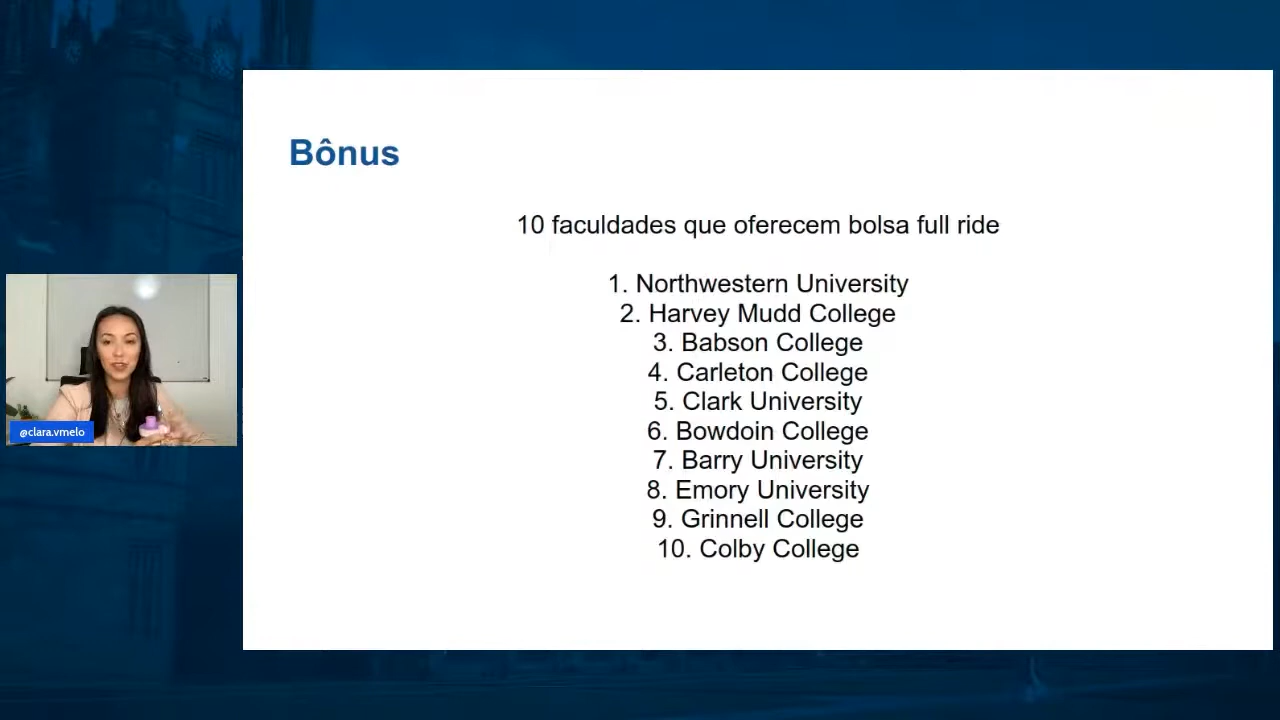 Bônus
10 faculdades que oferecem bolsa full ride
1. Northwestern University
2. Harvey Mudd College
3. Babson College
4. Carleton College
5. Clark University
6. Bowdoin College
7. Barry University
8. Emory University
9. Grinnell College
10. Colby College
@clara.vmelo